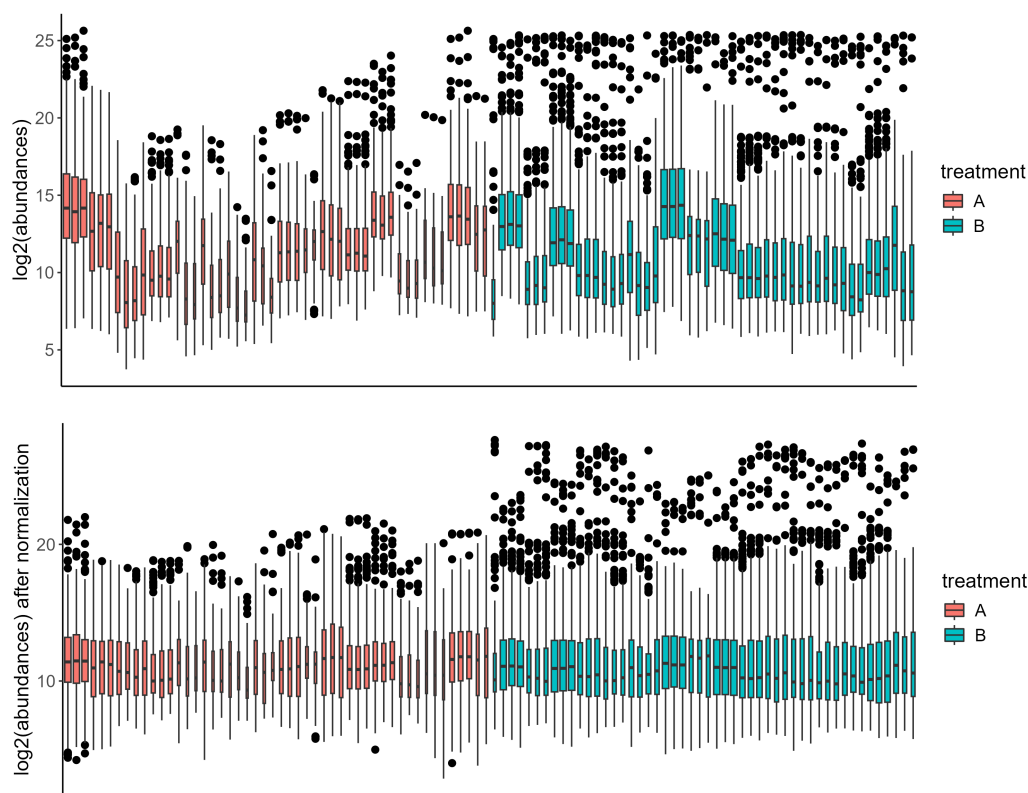 log2(abundances)
25
20
15
10
5
treatment
A
B
log2(abundances) after normalization
20
10
treatment
A
B